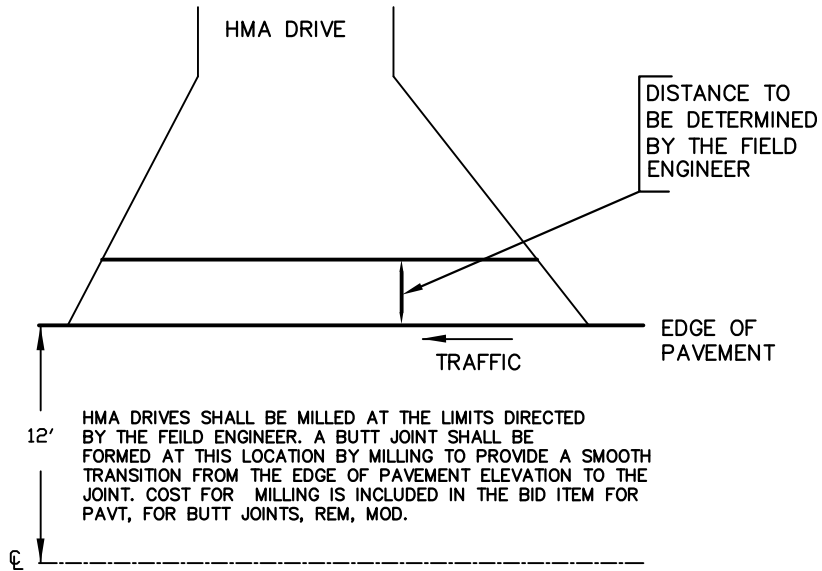 HMA DRIVE
DISTANCE TO
BE DETERMINED
BY THE FIELD
ENGINEER
EDGE OF
PAVEMENT
TRAFFIC
12'
HMA DRIVES SHALL BE MILLED AT THE LIMITS DIRECTED
BY THE FEILD ENGINEER. A BUTT JOINT SHALL BE
FORMED AT THIS LOCATION BY MILLING TO PROVIDE A SMOOTH
TRANSITION FROM THE EDGE OF PAVEMENT ELEVATION TO THE
JOINT. COST FOR MILLING IS INCLUDED IN THE BID ITEM FOR
PAVT, FOR BUTT JOINTS, REM, MOD.
℄